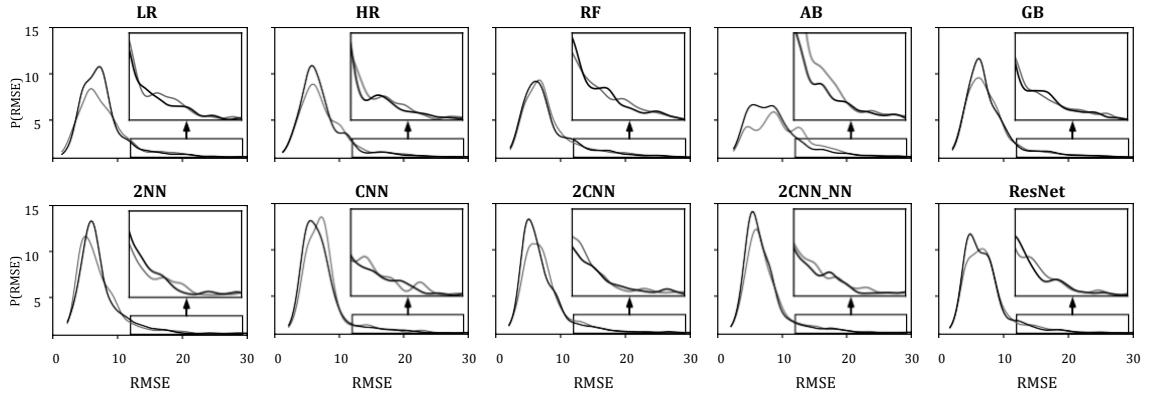 LR HR RF AB GB
15
10
P(RMSE)
5
2NN CNN 2CNN 2CNN_NN ResNet
15
10
P(RMSE)
5
0 10 20 30 0 10 20 30 0 10 20 30 0 10 20 30 0 10 20 30
RMSE RMSE RMSE RMSE RMSE